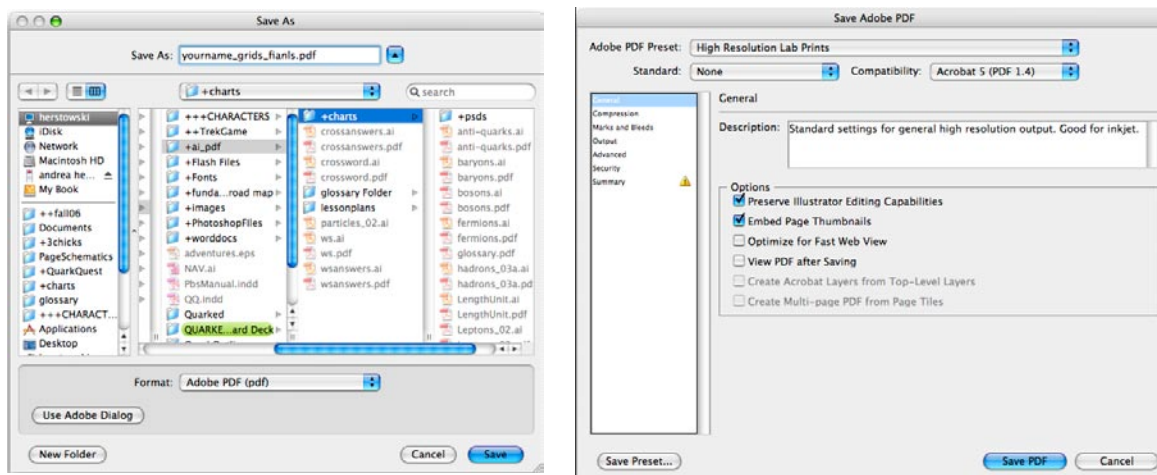 Save As
Save As: yourname_grids_fianls.pdf
+charts
search
herstowski
iDisk
Network
Macintosh HD
andrea he...
My Book
++fall06
Documents
+3chicks
PageSchematics
+QuarkQuest
+charts
glossary
+++CHARACT...
Applications
Desktop
+++CHARACTERS
++TrekGame
+ai_pdf
+Flash Files
+Fonts
+funda...road map
+images
+PhotoshopFIles
+worddocs
adventures.eps
NAV.ai
PbsManual.indd
QQ.indd
Quarked
QUARKE...ard Deck
+charts
crossanswers.ai
crossanswers.pdf
crossword.ai
crossword.pdf
glossary Folder
lessonplans
particles_02.ai
ws.ai
ws.pdf
wsanswers.ai
wsanswers.pdf
+psds
anti-quarks.ai
anti-quarks.pdf
baryons.ai
baryons.pdf
bosons.ai
bosons.pdf
fermions.ai
fermions.pdf
glossary.pdf
hadrons_03a.ai
hadrons_03a.pd
LengthUnit.ai
LengthUnit.pdf
Leptons_02.ai
Format: Adobe PDF (pdf)
Use Adobe Dialog
New Folder
Cancel
Save
Save Adobe PDF
Adobe PDF Preset: High Resolution Lab Prints
Standard: None
Compatibility: Acrobat 5 (PDF 1.4)
General
Compression
Marks and Bleeds
Output
Advanced
Security
Summary
General
Description: Standard settings for general high resolution output. Good for inkjet.
Options
Preserve Illustrator Editing Capabilities
Embed Page Thumbnails
Optimize for Fast Web View
View PDF after Saving
Create Acrobat Layers from Top-Level Layers
Create Multi-page PDF from Page Tiles
Save Preset...
Save PDF
Cancel